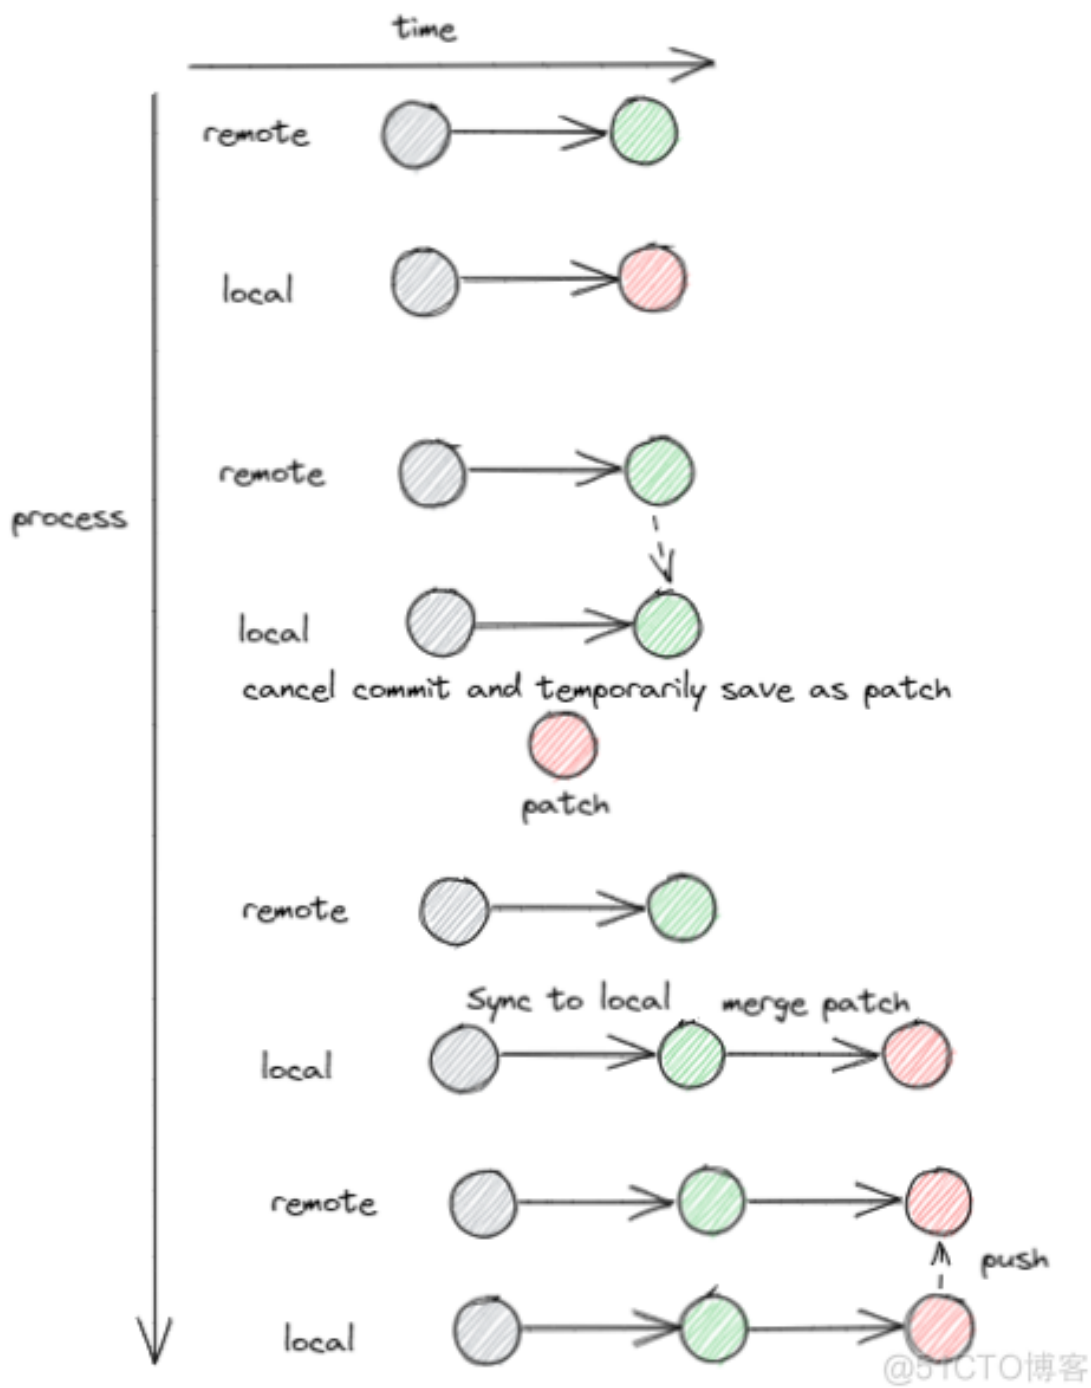 time
remote
local
remote
process
local
cancel commit and temporarily save as patch
patch
remote
Sync to local merge patch
local
remote
push
local
@51CTO博客